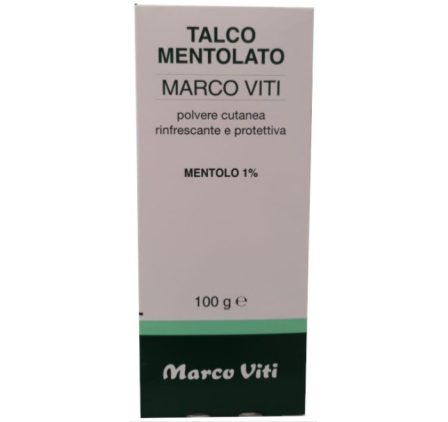 TALCO
MENTOLATO
MARCO VITI
polvere cutanea
rinfrescante e protettiva
MENTOLO 1%
100 g ℮
Marco Viti